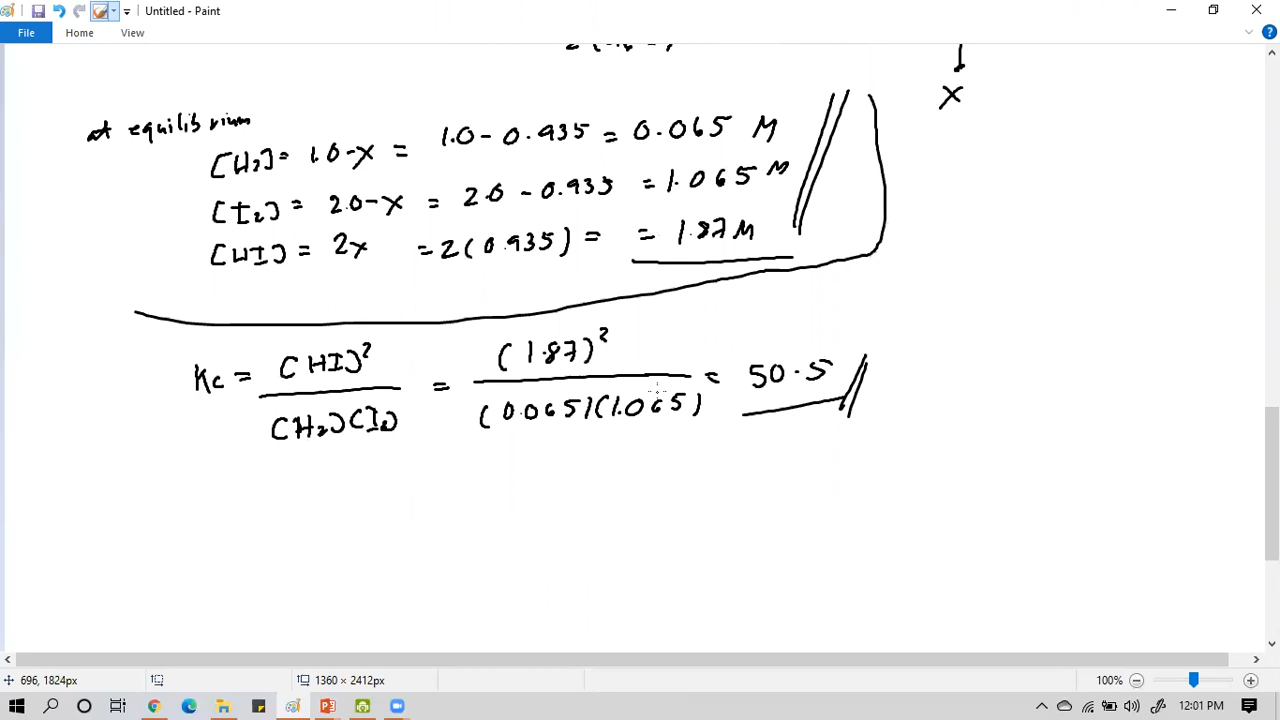 Untitled - Paint
File Home View
x
at equilibrium
[H₂] = 1.0-x = 1.0 - 0.935 = 0.065 M
[I₂] = 2.0-x = 2.0 - 0.935 = 1.065 M
[HI] = 2x = 2(0.935) = = 1.87M
Kc = [HI]² / [H₂][I₂] = (1.87)² / (0.065)(1.065) = 50.5
696, 1824px 1360 × 2412px 100%
12:01 PM